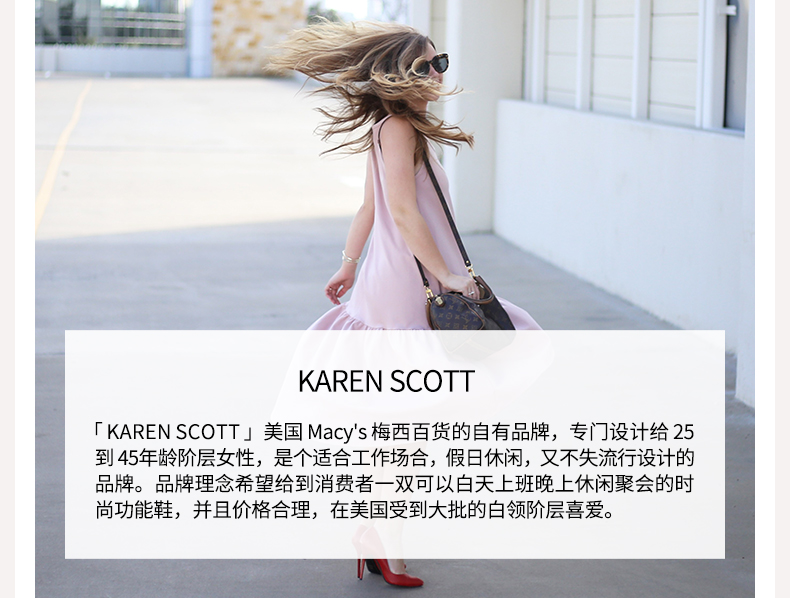 KAREN SCOTT
「KAREN SCOTT」美国 Macy's 梅西百货的自有品牌，专门设计给 25
到 45年龄阶层女性，是个适合工作场合，假日休闲，又不失流行设计的
品牌。品牌理念希望给到消费者一双可以白天上班晚上休闲聚会的时
尚功能鞋，并且价格合理，在美国受到大批的白领阶层喜爱。